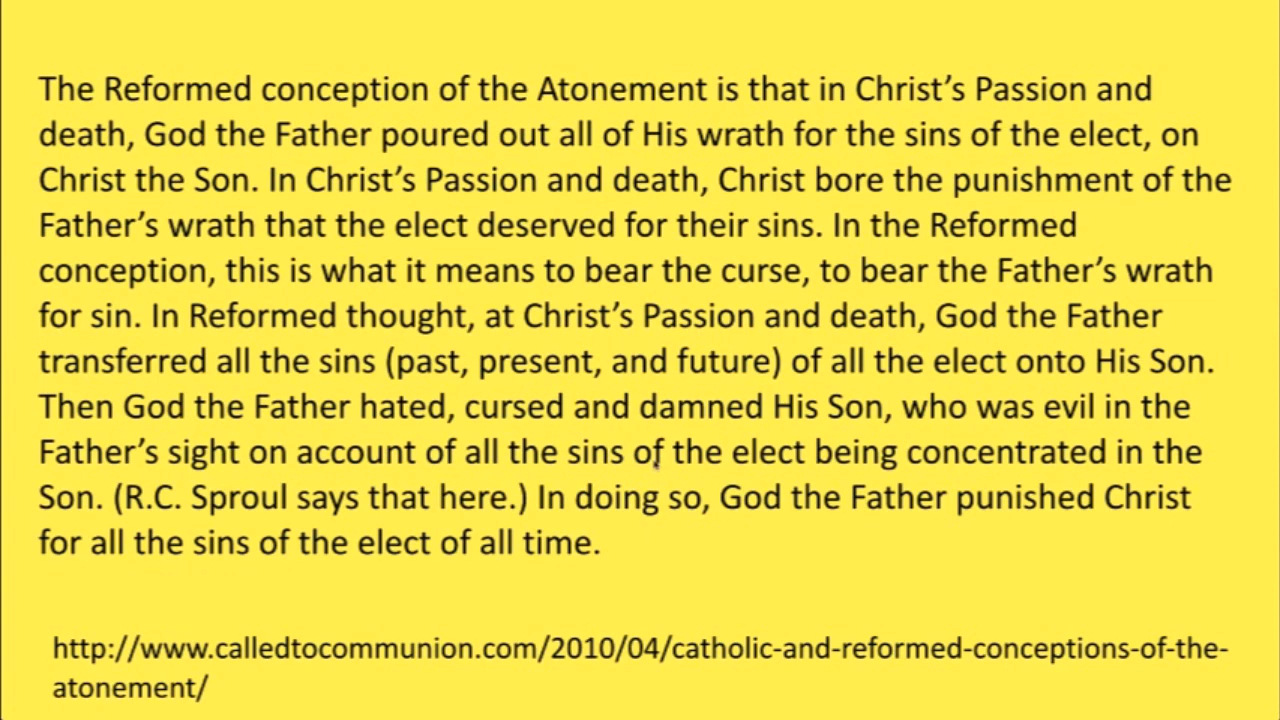 The Reformed conception of the Atonement is that in Christ’s Passion and
death, God the Father poured out all of His wrath for the sins of the elect, on
Christ the Son. In Christ’s Passion and death, Christ bore the punishment of the
Father’s wrath that the elect deserved for their sins. In the Reformed
conception, this is what it means to bear the curse, to bear the Father’s wrath
for sin. In Reformed thought, at Christ’s Passion and death, God the Father
transferred all the sins (past, present, and future) of all the elect onto His Son.
Then God the Father hated, cursed and damned His Son, who was evil in the
Father’s sight on account of all the sins of the elect being concentrated in the
Son. (R.C. Sproul says that here.) In doing so, God the Father punished Christ
for all the sins of the elect of all time.
http://www.calledtocommunion.com/2010/04/catholic-and-reformed-conceptions-of-the-
atonement/